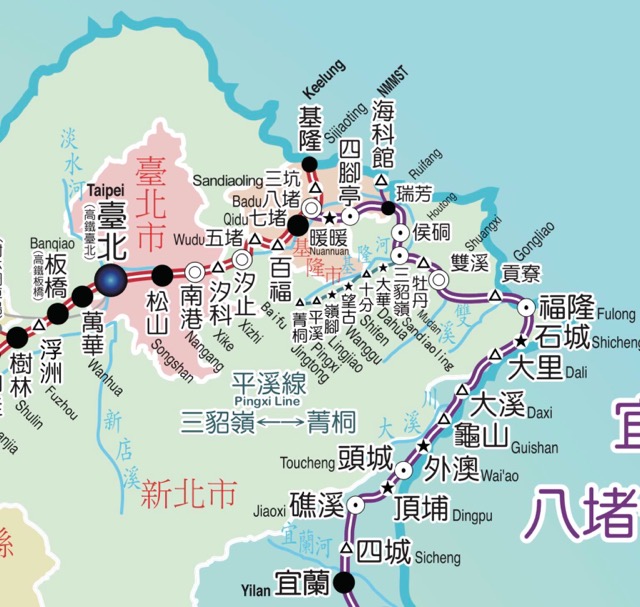 Keelung
基隆
NMMST
海科館
Sijiaoting
四腳亭
Ruifang
瑞芳
Houtong
侯硐
Shuangxi
雙溪
Gongliao
貢寮
福隆 Fulong
石城 Shicheng
大里 Dali
大溪 Daxi
龜山 Guishan
外澳 Wai'ao
Toucheng 頭城
頂埔 Dingpu
Jiaoxi 礁溪
四城 Sicheng
Yilan 宜蘭
Sandiaoling
三坑
Badu
八堵
Qidu
七堵
暖暖
Nuannuan
基隆市
基隆河
百福
Baifu
Wudu 五堵
汐止
Xizhi
汐科
Xike
南港
Nangang
松山
Songshan
臺北市
Taipei
臺北
(高鐵臺北)
淡水河
Banqiao
板橋
(高鐵板橋)
萬華
Wanhua
浮洲
Fuzhou
樹林
Shulin
新店溪
新北市
三貂嶺
Sandiaoling
牡丹
Mudan
大華
Dahua
十分
Shifen
望古
Wanggu
嶺腳
Lingjiao
平溪
Pingxi
菁桐
Jingtong
雙溪
平溪線
Pingxi Line
三貂嶺←→菁桐
大溪川
宜蘭河
八堵
縣